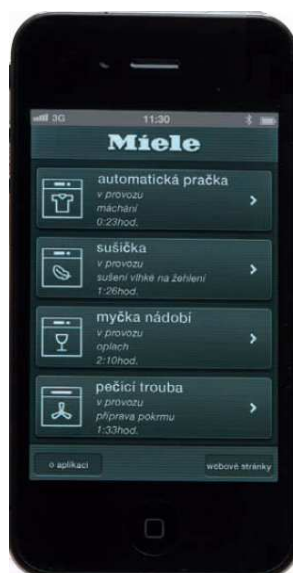 3G 11:30
Miele
automatická pračka
v provozu
máchání
0:23hod.
sušička
v provozu
sušení vlhké na žehlení
1:26hod.
myčka nádobí
v provozu
oplach
2:10hod.
pečící trouba
v provozu
příprava pokrmu
1:33hod.
o aplikaci webové stránky